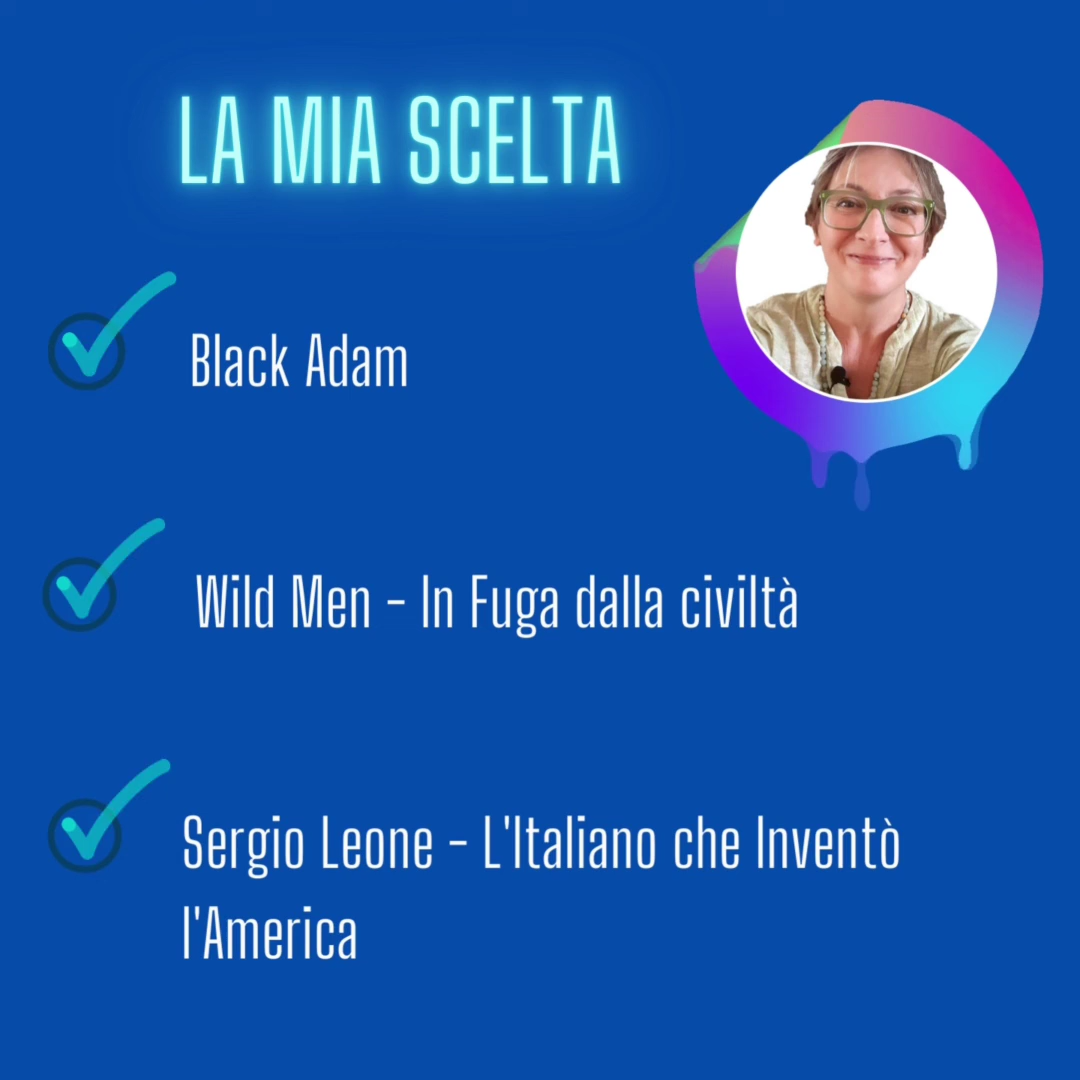 LA MIA SCELTA
Black Adam
Wild Men - In Fuga dalla civiltà
Sergio Leone - L'Italiano che Inventò
l'America